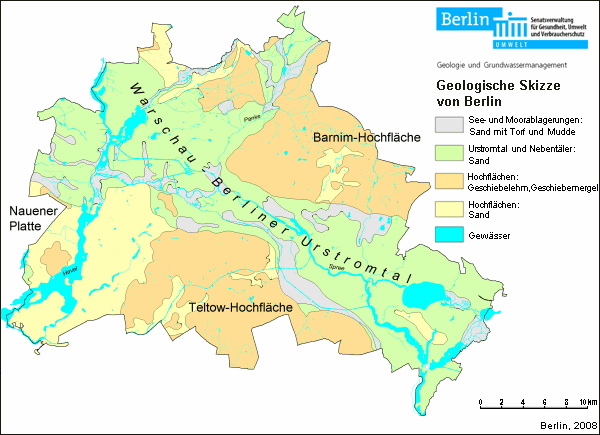 Berlin
Senatsverwaltung
für Gesundheit, Umwelt
und Verbraucherschutz
UMWELT
Geologie und Grundwassermanagement
Geologische Skizze
von Berlin
See- und Moorablagerungen:
Sand mit Torf und Mudde
Urstromtal und Nebentäler:
Sand
Hochflächen:
Geschiebelehm,Geschiebemergel
Hochflächen:
Sand
Gewässer
Warschau - Berliner Urstromtal
Panke
Barnim-Hochfläche
Nauener
Platte
Havel
Spree
Teltow-Hochfläche
0 2 4 6 8 10 km
Berlin, 2008